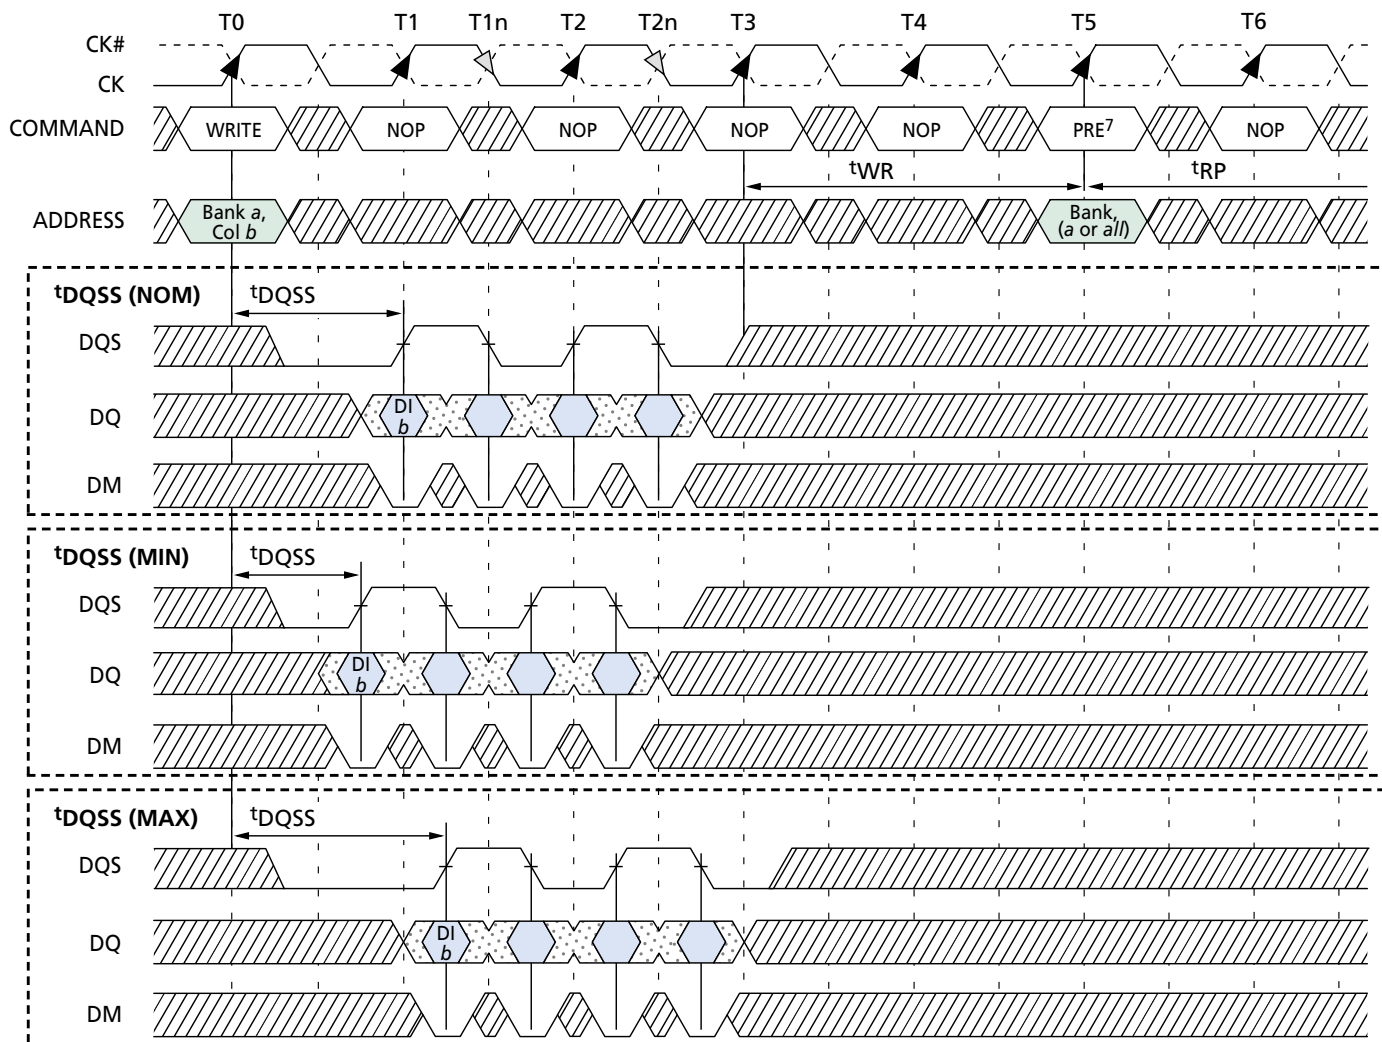 T0 T1 T1n T2 T2n T3 T4 T5 T6
CK#
CK
COMMAND WRITE NOP NOP NOP NOP PRE7 NOP
tWR tRP
ADDRESS Bank a, Col b Bank, (a or all)
tDQSS (NOM) tDQSS
DQS
DQ DI b
DM
tDQSS (MIN) tDQSS
DQS
DQ DI b
DM
tDQSS (MAX) tDQSS
DQS
DQ DI b
DM